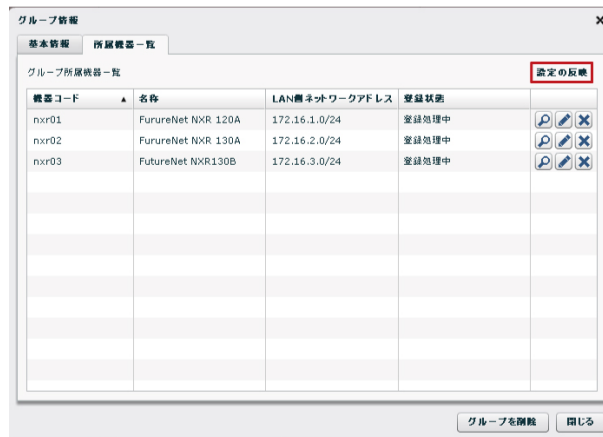 グループ情報
×
基本情報 所属機器一覧
グループ所属機器一覧 設定の反映
機器コード ▲ 名称 LAN側ネットワークアドレス 登録状態
nxr01 FurureNet NXR 120A 172.16.1.0/24 登録処理中
nxr02 FurureNet NXR 130A 172.16.2.0/24 登録処理中
nxr03 FutureNet NXR130B 172.16.3.0/24 登録処理中
グループを削除 閉じる